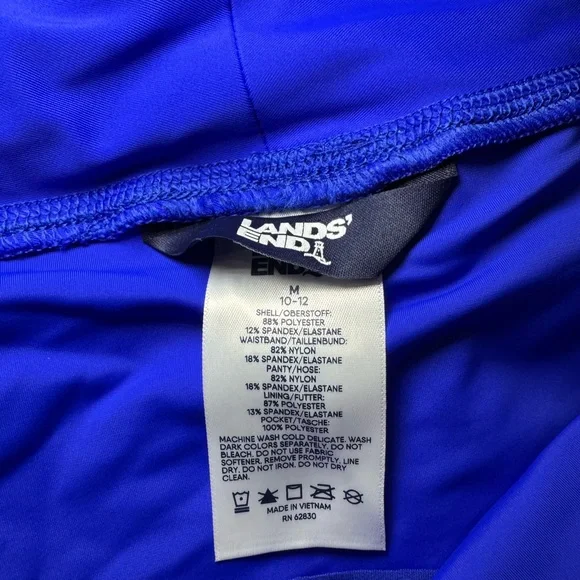 LANDS'
END
END
M
10-12
SHELL/OBERSTOFF:
88% POLYESTER
12% SPANDEX/ELASTANE
WAISTBAND/TAILLENBUND:
82% NYLON
18% SPANDEX/ELASTANE
PANTY/HOSE:
82% NYLON
18% SPANDEX/ELASTANE
LINING/FUTTER:
87% POLYESTER
13% SPANDEX/ELASTANE
POCKET/TASCHE:
100% POLYESTER
MACHINE WASH COLD DELICATE. WASH
DARK COLORS SEPARATELY. DO NOT
BLEACH. DO NOT USE FABRIC
SOFTENER. REMOVE PROMPTLY. LINE
DRY. DO NOT IRON. DO NOT DRY
CLEAN.
MADE IN VIETNAM
RN 62830